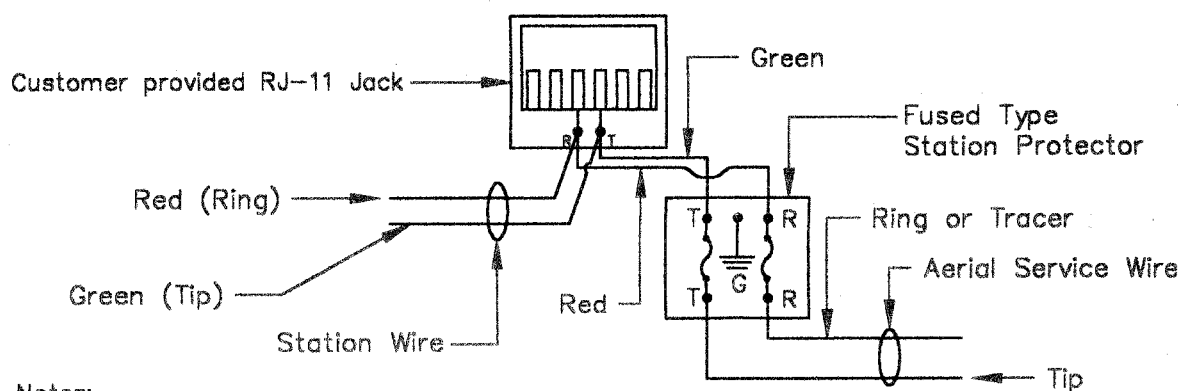 Green
Customer provided RJ-11 Jack
Fused Type
Station Protector
R T
Red (Ring)
T R
Ring or Tracer
Aerial Service Wire
Green (Tip)
Red
T G R
Station Wire
Tip
Notes: